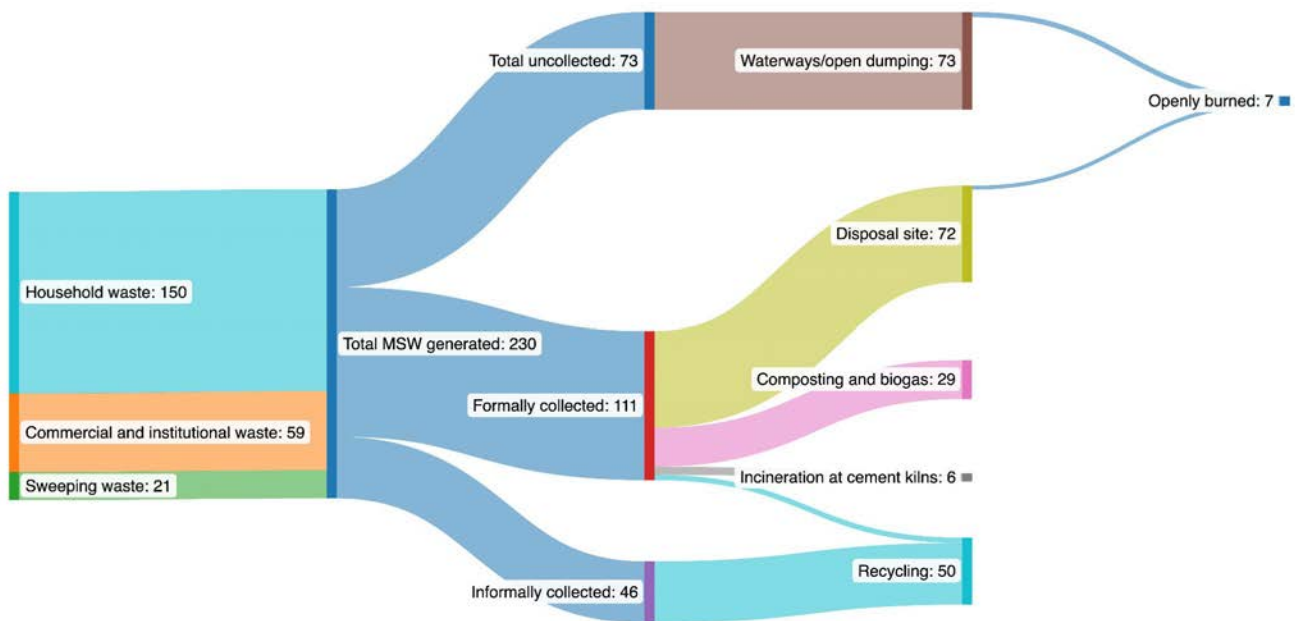 Total uncollected: 73
Waterways/open dumping: 73
Openly burned: 7
Disposal site: 72
Household waste: 150
Total MSW generated: 230
Composting and biogas: 29
Formally collected: 111
Commercial and institutional waste: 59
Incineration at cement kilns: 6
Sweeping waste: 21
Recycling: 50
Informally collected: 46